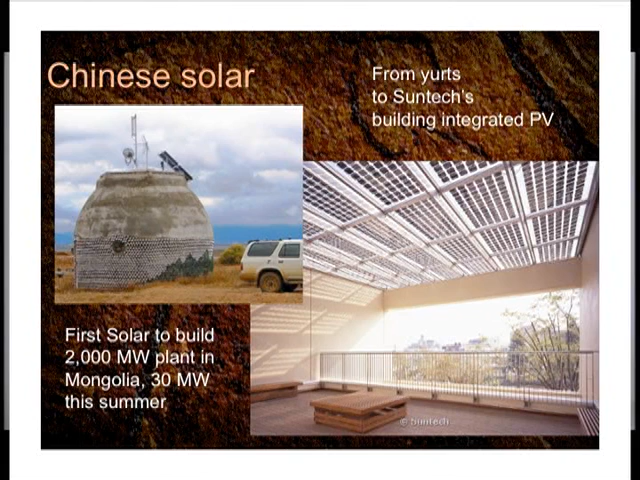 Chinese solar
From yurts
to Suntech's
building integrated PV
First Solar to build
2,000 MW plant in
Mongolia, 30 MW
this summer
© Suntech